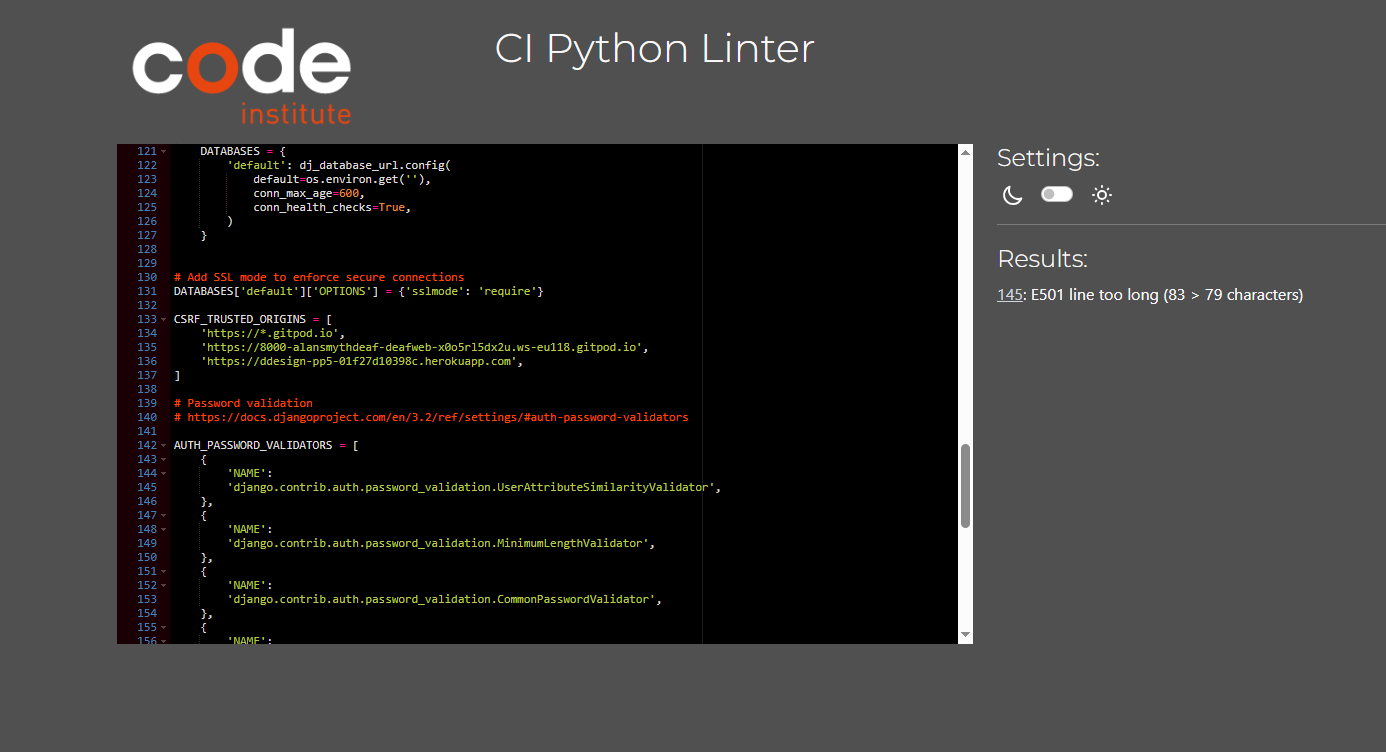 code
institute
CI Python Linter
121 DATABASES = {
122 'default': dj_database_url.config(
123 default=os.environ.get(''),
124 conn_max_age=600,
125 conn_health_checks=True,
126 )
127 }
128
129
130 # Add SSL mode to enforce secure connections
131 DATABASES['default']['OPTIONS'] = {'sslmode': 'require'}
132
133 CSRF_TRUSTED_ORIGINS = [
134 'https://*.gitpod.io',
135 'https://8000-alansmythdeaf-deafweb-x0o5rl5dx2u.ws-eu118.gitpod.io',
136 'https://ddesign-pp5-01f27d10398c.herokuapp.com',
137 ]
138
139 # Password validation
140 # https://docs.djangoproject.com/en/3.2/ref/settings/#auth-password-validators
141
142 AUTH_PASSWORD_VALIDATORS = [
143 {
144 'NAME':
145 'django.contrib.auth.password_validation.UserAttributeSimilarityValidator',
146 },
147 {
148 'NAME':
149 'django.contrib.auth.password_validation.MinimumLengthValidator',
150 },
151 {
152 'NAME':
153 'django.contrib.auth.password_validation.CommonPasswordValidator',
154 },
155 {
156 'NAME':
Settings:
Results:
145: E501 line too long (83 > 79 characters)